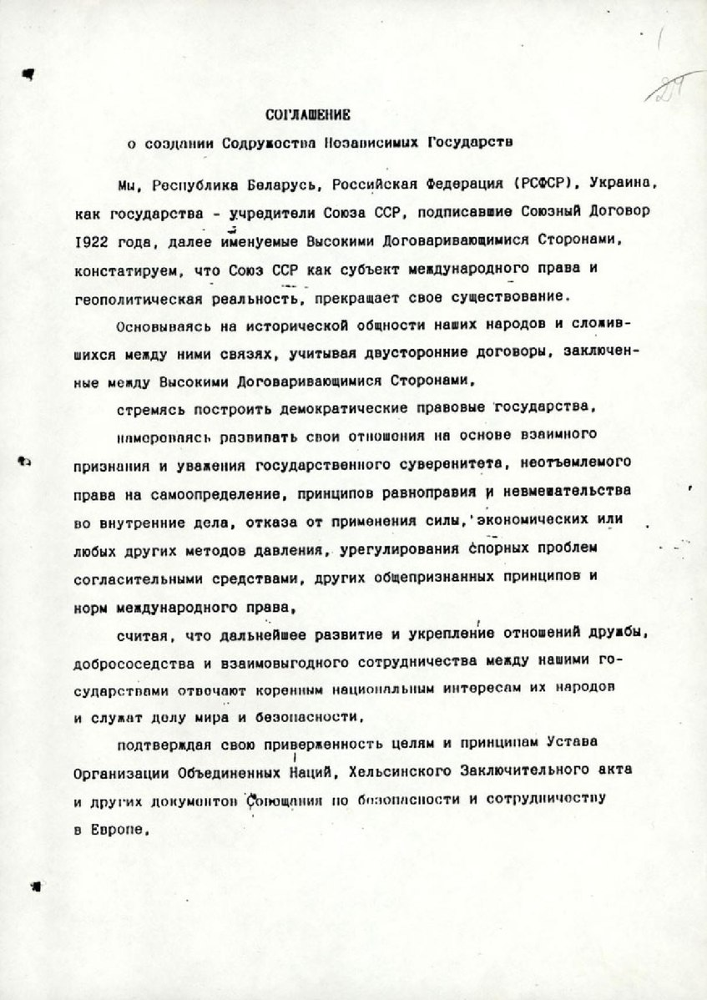 29
СОГЛАШЕНИЕ
о создании Содружества Независимых Государств
Мы, Республика Беларусь, Российская Федерация (РСФСР), Украина,
как государства - учредители Союза ССР, подписавшие Союзный Договор
1922 года, далее именуемые Высокими Договаривающимися Сторонами,
констатируем, что Союз ССР как субъект международного права и
геополитическая реальность, прекращает свое существование.
Основываясь на исторической общности наших народов и сложив-
шихся между ними связях, учитывая двусторонние договоры, заключен-
ные между Высокими Договаривающимися Сторонами,
стремясь построить демократические правовые государства,
намереваясь развивать свои отношения на основе взаимного
признания и уважения государственного суверенитета, неотъемлемого
права на самоопределение, принципов равноправия и невмешательства
во внутренние дела, отказа от применения силы, экономических или
любых других методов давления, урегулирования спорных проблем
согласительными средствами, других общепризнанных принципов и
норм международного права,
считая, что дальнейшее развитие и укрепление отношений дружбы,
добрососедства и взаимовыгодного сотрудничества между нашими го-
сударствами отвечают коренным национальным интересам их народов
и служат делу мира и безопасности,
подтверждая свою приверженность целям и принципам Устава
Организации Объединенных Наций, Хельсинского Заключительного акта
и других документов Совещания по безопасности и сотрудничеству
в Европе,